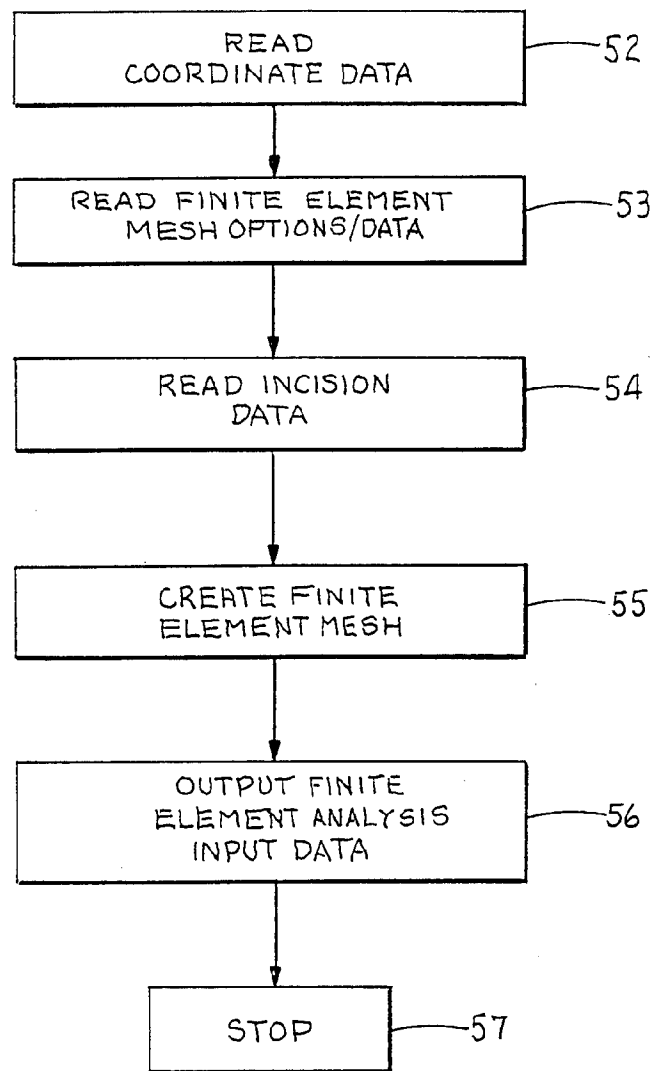 READ
COORDINATE DATA
52
READ FINITE ELEMENT
MESH OPTIONS/DATA
53
READ INCISION
DATA
54
CREATE FINITE
ELEMENT MESH
55
OUTPUT FINITE
ELEMENT ANALYSIS
INPUT DATA
56
STOP
57